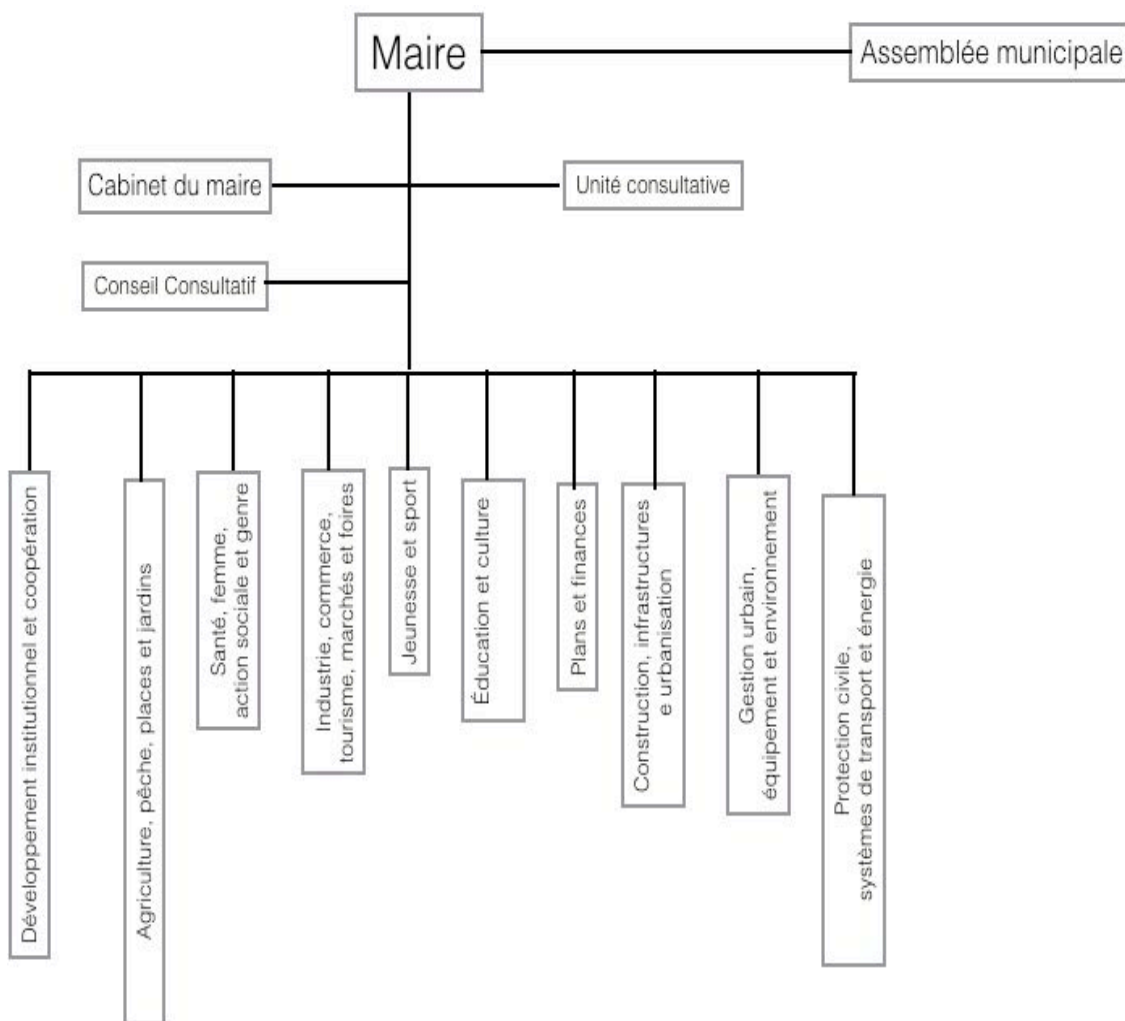 Maire
Assemblée municipale
Cabinet du maire
Unité consultative
Conseil Consultatif
Développement institutionnel et coopération
Agriculture, pêche, places et jardins
Santé, femme,
action sociale et genre
Industrie, commerce,
tourisme, marchés et foires
Jeunesse et sport
Éducation et culture
Plans et finances
Construction, infrastructures
e urbanisation
Gestion urbain,
équipement et environnement
Protection civile,
systèmes de transport et énergie